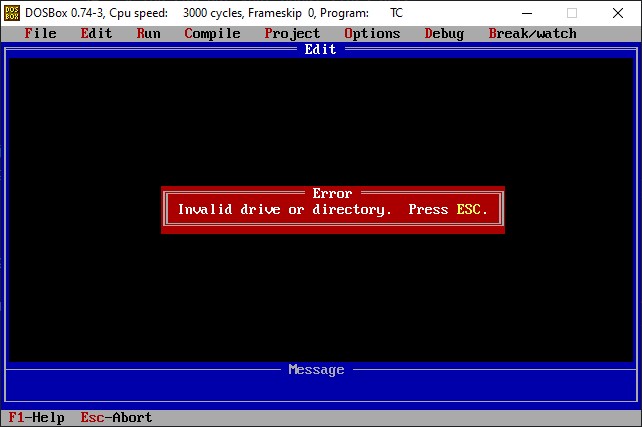 DOSBox 0.74-3, Cpu speed: 3000 cycles, Frameskip 0, Program: TC
File Edit Run Compile Project Options Debug Break/watch
Edit
Error
Invalid drive or directory. Press ESC.
Message
F1-Help Esc-Abort